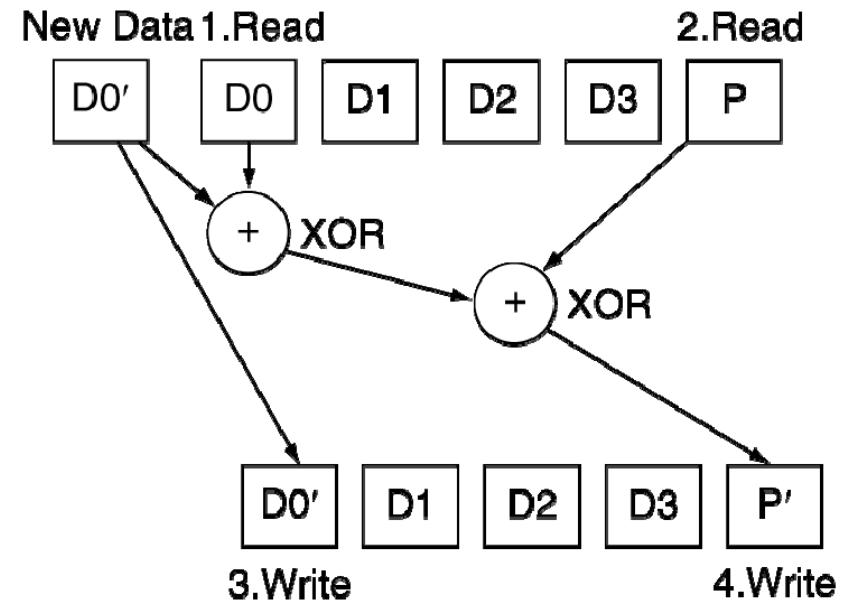 New Data 1.Read 2.Read
D0′ D0 D1 D2 D3 P
+ XOR
+ XOR
D0′ D1 D2 D3 P′
3.Write 4.Write